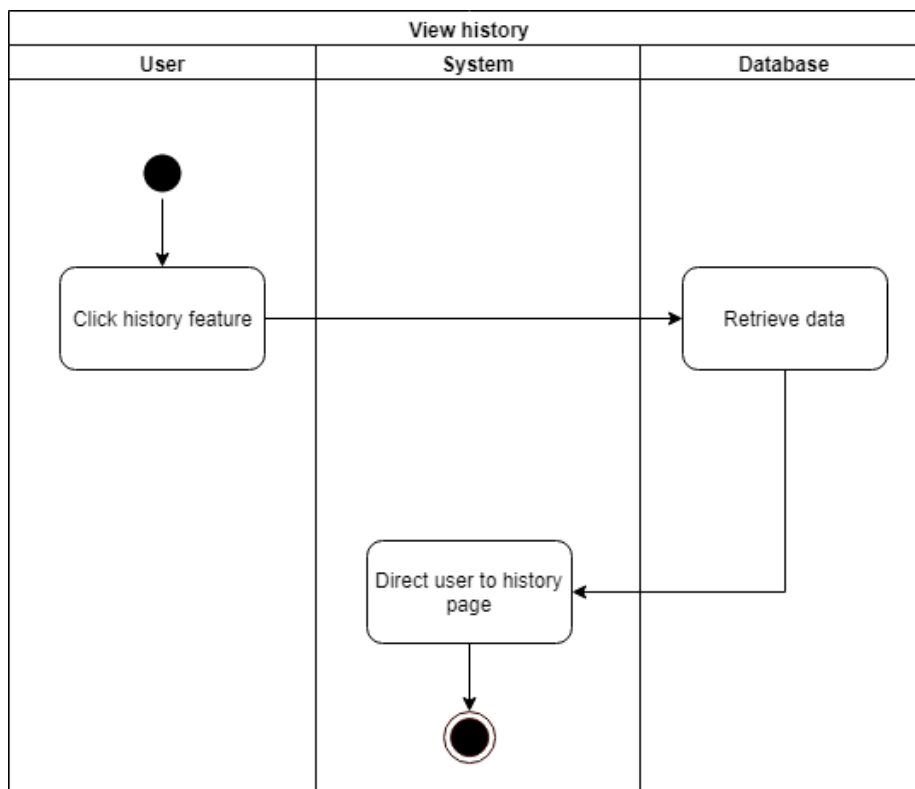 View history
User
System
Database
Click history feature
Retrieve data
Direct user to history
page